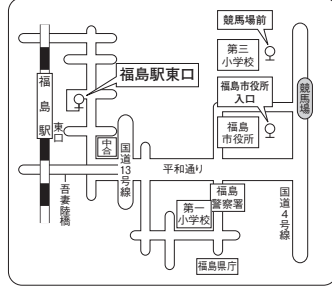 競馬場前
第三
小学校
競馬場
福島駅東口
福島市役所
入口
福島
市役所
福島駅
東口
中合
国道13号線
平和通り
吾妻陸橋
第一
小学校
福島
警察署
国道4号線
福島県庁